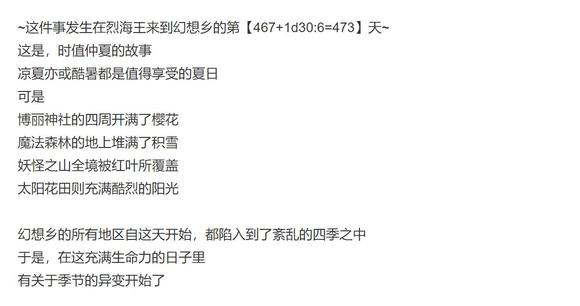 ~这件事发生在烈海王来到幻想乡的第【467+1d30:6=473】天~
这是，时值仲夏的故事
凉夏亦或酷暑都是值得享受的夏日
可是
博丽神社的四周开满了樱花
魔法森林的地上堆满了积雪
妖怪之山全境被红叶所覆盖
太阳花田则充满酷烈的阳光
幻想乡的所有地区自这天开始，都陷入到了紊乱的四季之中
于是，在这充满生命力的日子里
有关于季节的异变开始了